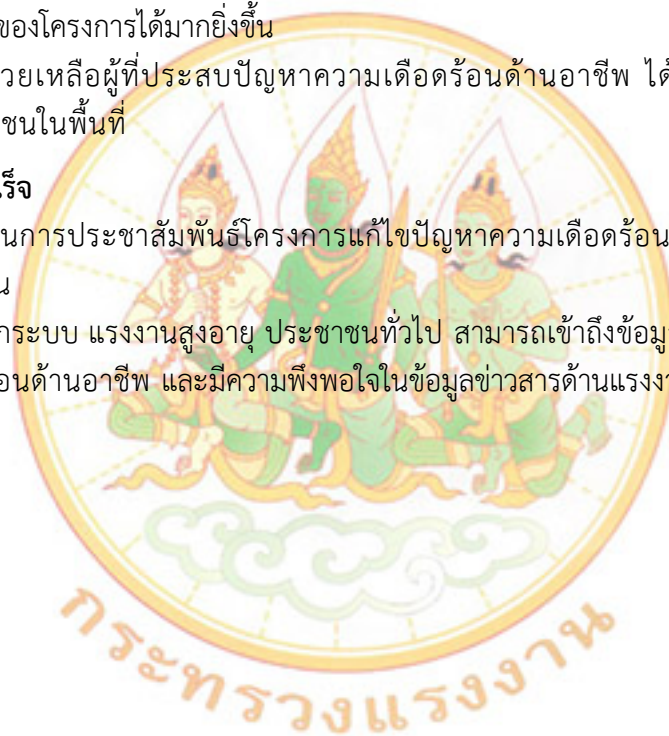 ของโครงการได้มากยิ่งขึ้น
วยเหลือผู้ที่ประสบปัญหาความเดือดร้อนด้านอาชีพ ได้
ชนในพื้นที่
ร็จ
นการประชาสัมพันธ์โครงการแก้ไขปัญหาความเดือดร้อน
น
กระบบ แรงงานสูงอายุ ประชาชนทั่วไป สามารถเข้าถึงข้อมู
อนด้านอาชีพ และมีความพึงพอใจในข้อมูลข่าวสารด้านแรงงา
กระทรวงแรงงาน